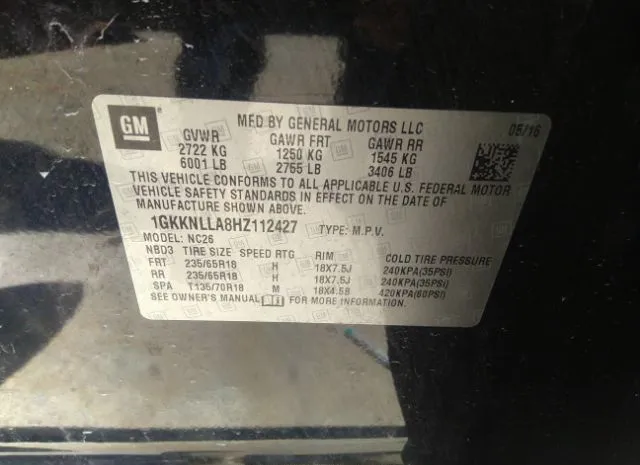 GM
MFD BY GENERAL MOTORS LLC 05/16
GVWR GAWR FRT GAWR RR
2722 KG 1250 KG 1545 KG
6001 LB 2755 LB 3406 LB
THIS VEHICLE CONFORMS TO ALL APPLICABLE U.S. FEDERAL MOTOR
VEHICLE SAFETY STANDARDS IN EFFECT ON THE DATE OF
MANUFACTURE SHOWN ABOVE.
1GKKNLLA8HZ112427 TYPE: M.P.V.
MODEL: NC26
NBD3 TIRE SIZE SPEED RTG RIM COLD TIRE PRESSURE
FRT 235/65R18 H 18X7.5J 240KPA(35PSI)
RR 235/65R18 H 18X7.5J 240KPA(35PSI)
SPA T135/70R18 M 18X4.5B 420KPA(60PSI)
SEE OWNER'S MANUAL FOR MORE INFORMATION.